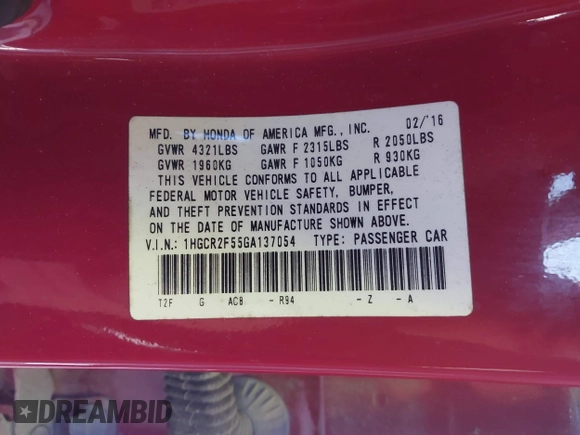 MFD. BY HONDA OF AMERICA MFG., INC. 02/'16
GVWR 4321LBS GAWR F 2315LBS R 2050LBS
GVWR 1960KG GAWR F 1050KG R 930KG
THIS VEHICLE CONFORMS TO ALL APPLICABLE
FEDERAL MOTOR VEHICLE SAFETY, BUMPER,
AND THEFT PREVENTION STANDARDS IN EFFECT
ON THE DATE OF MANUFACTURE SHOWN ABOVE.
V.I.N.: 1HGCR2F55GA137054 TYPE: PASSENGER CAR
T2F G ACB - R94 - Z - A
DREAMBID